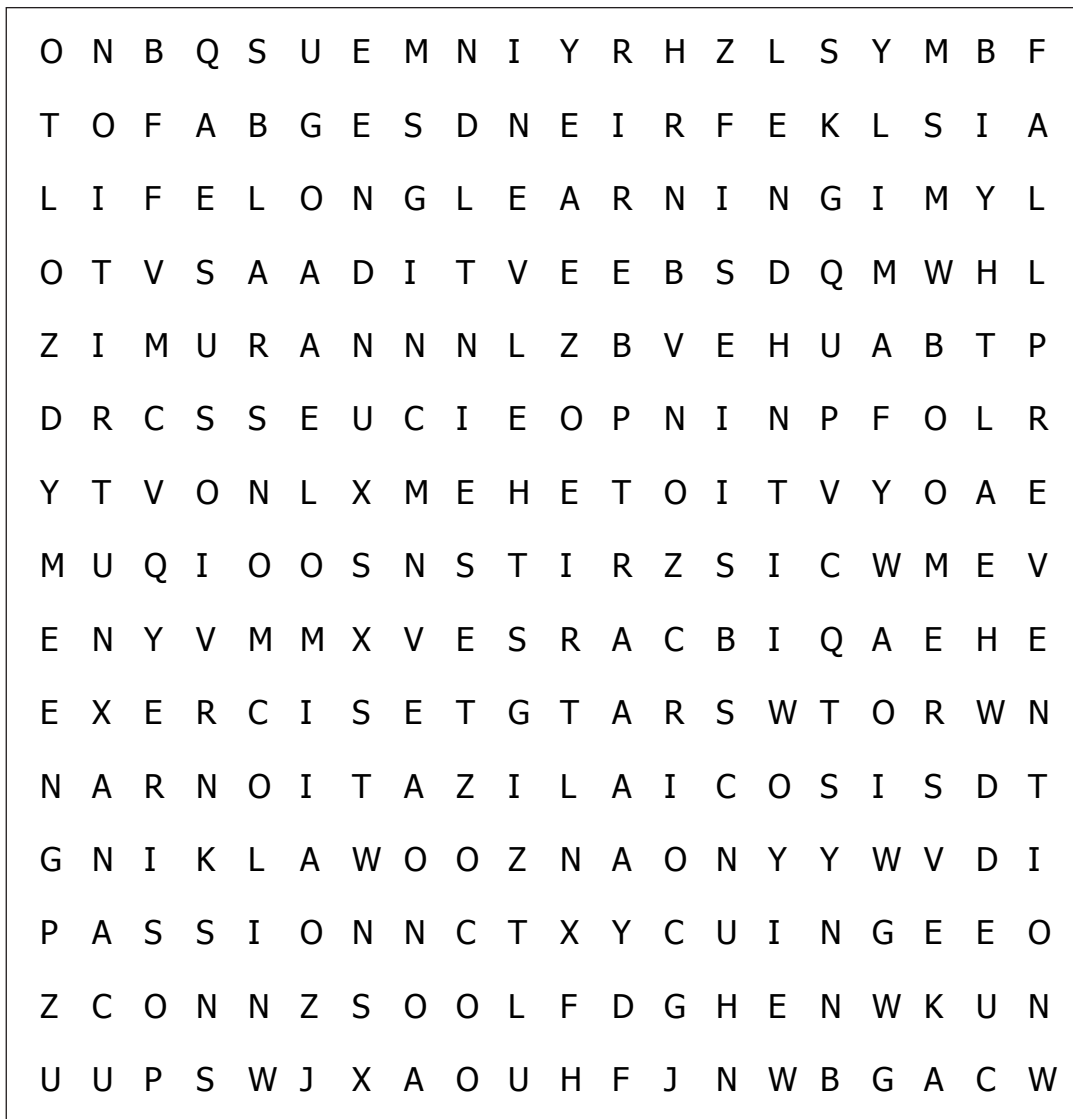 O N B Q S U E M N I Y R H Z L S Y M B F
T O F A B G E S D N E I R F E K L S I A
L I F E L O N G L E A R N I N G I M Y L
O T V S A A D I T V E E B S D Q M W H L
Z I M U R A N N N L Z B V E H U A B T P
D R C S S E U C I E O P N I N P F O L R
Y T V O N L X M E H E T O I T V Y O A E
M U Q I O O S N S T I R Z S I C W M E V
E N Y V M M X V E S R A C B I Q A E H E
E X E R C I S E T G T A R S W T O R W N
N A R N O I T A Z I L A I C O S I S D T
G N I K L A W O O Z N A O N Y Y W V D I
P A S S I O N N C T X Y C U I N G E E O
Z C O N N Z S O O L F D G H E N W K U N
U U P S W J X A O U H F J N W B G A C W